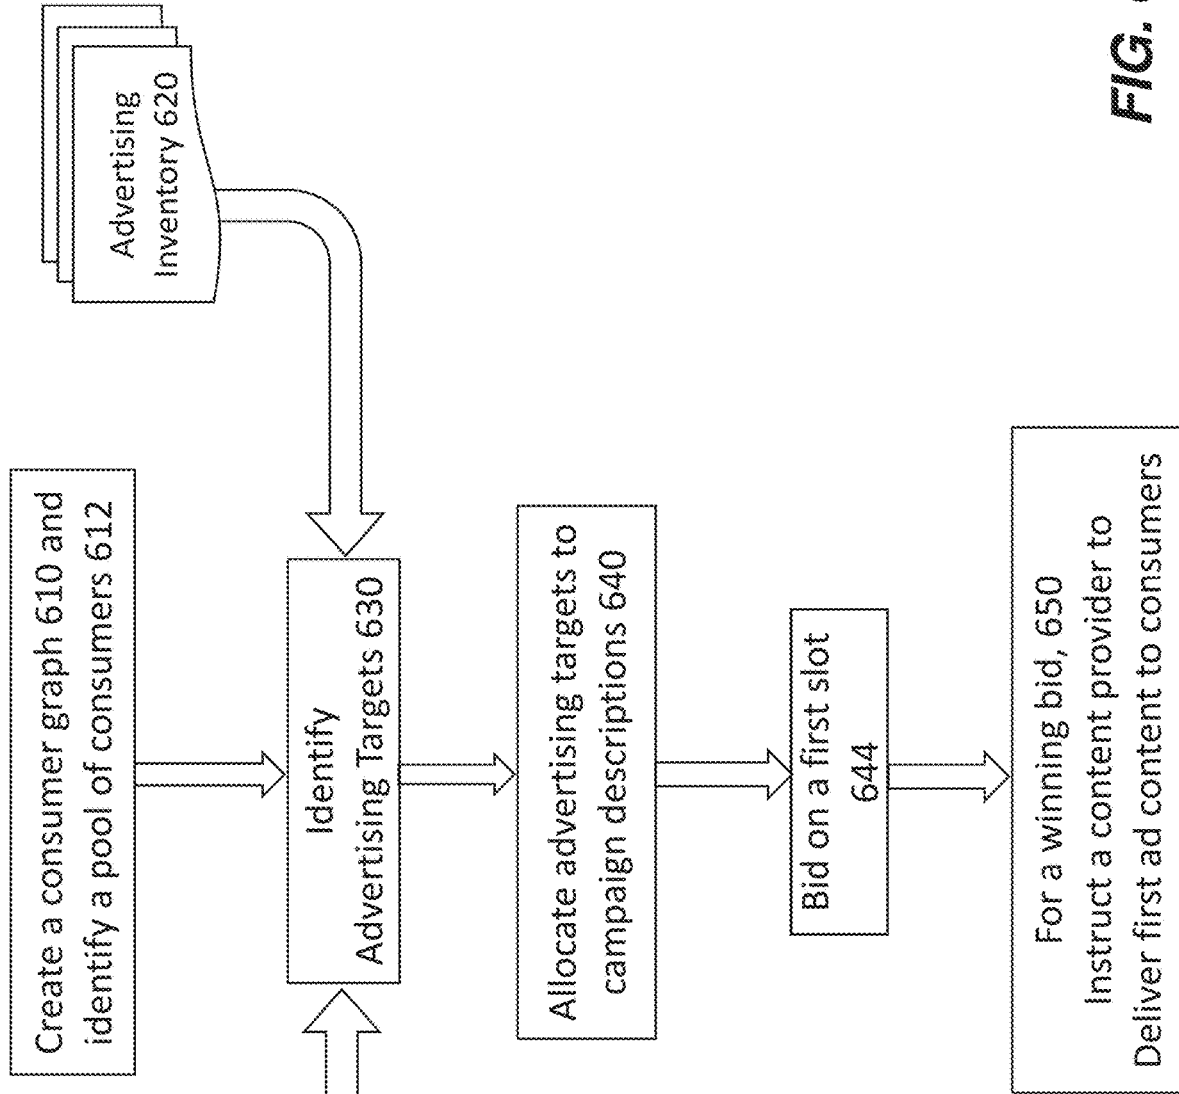 Create a consumer graph 610 and
identify a pool of consumers 612
Advertising
Inventory 620
Identify
Advertising Targets 630
Allocate advertising targets to
campaign descriptions 640
Bid on a first slot
644
For a winning bid, 650
Instruct a content provider to
Deliver first ad content to consumers
FIG.